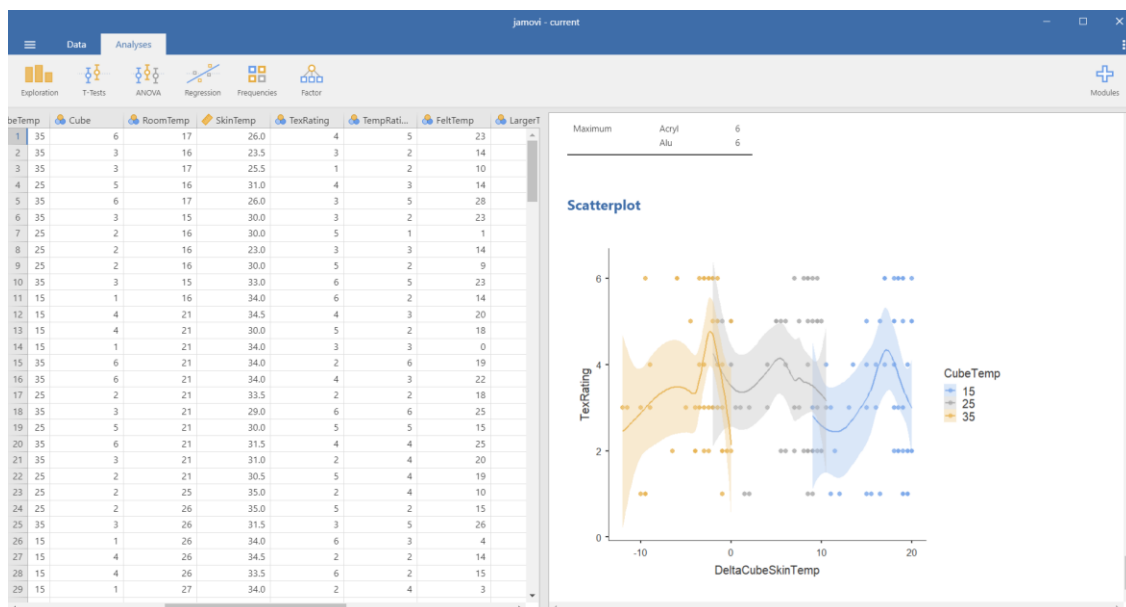 jamovi - current
Data Analyses
Exploration T-Tests ANOVA Regression Frequencies Factor Modules
beTemp Cube RoomTemp SkinTemp TexRating TempRati... FeltTemp LargerT
1 35 6 17 26.0 4 5 23
2 35 3 16 23.5 3 2 14
3 35 3 17 25.5 1 2 10
4 25 5 16 31.0 4 3 14
5 35 6 17 26.0 3 5 28
6 35 3 15 30.0 3 2 23
7 25 2 16 30.0 5 1 1
8 25 2 16 23.0 3 3 14
9 25 2 16 30.0 5 2 9
10 35 3 15 33.0 6 5 23
11 15 1 16 34.0 6 2 14
12 15 4 21 34.5 4 3 20
13 15 4 21 30.0 5 2 18
14 15 1 21 34.0 3 3 0
15 35 6 21 34.0 2 6 19
16 35 6 21 34.0 4 3 22
17 25 2 21 33.5 2 2 18
18 35 3 21 29.0 6 6 25
19 25 5 21 30.0 5 5 15
20 35 6 21 31.5 4 4 25
21 35 3 21 31.0 2 4 20
22 25 2 21 30.5 5 4 19
23 25 2 25 35.0 2 4 10
24 25 2 26 35.0 5 2 15
25 35 3 26 31.5 3 5 26
26 15 1 26 34.0 6 3 4
27 15 4 26 34.5 2 2 14
28 15 4 26 33.5 6 2 15
29 15 1 27 34.0 2 4 3
Maximum Acryl 6
Alu 6
Scatterplot
6
4
2
0
TexRating
-10 0 10 20
DeltaCubeSkinTemp
CubeTemp
15
25
35